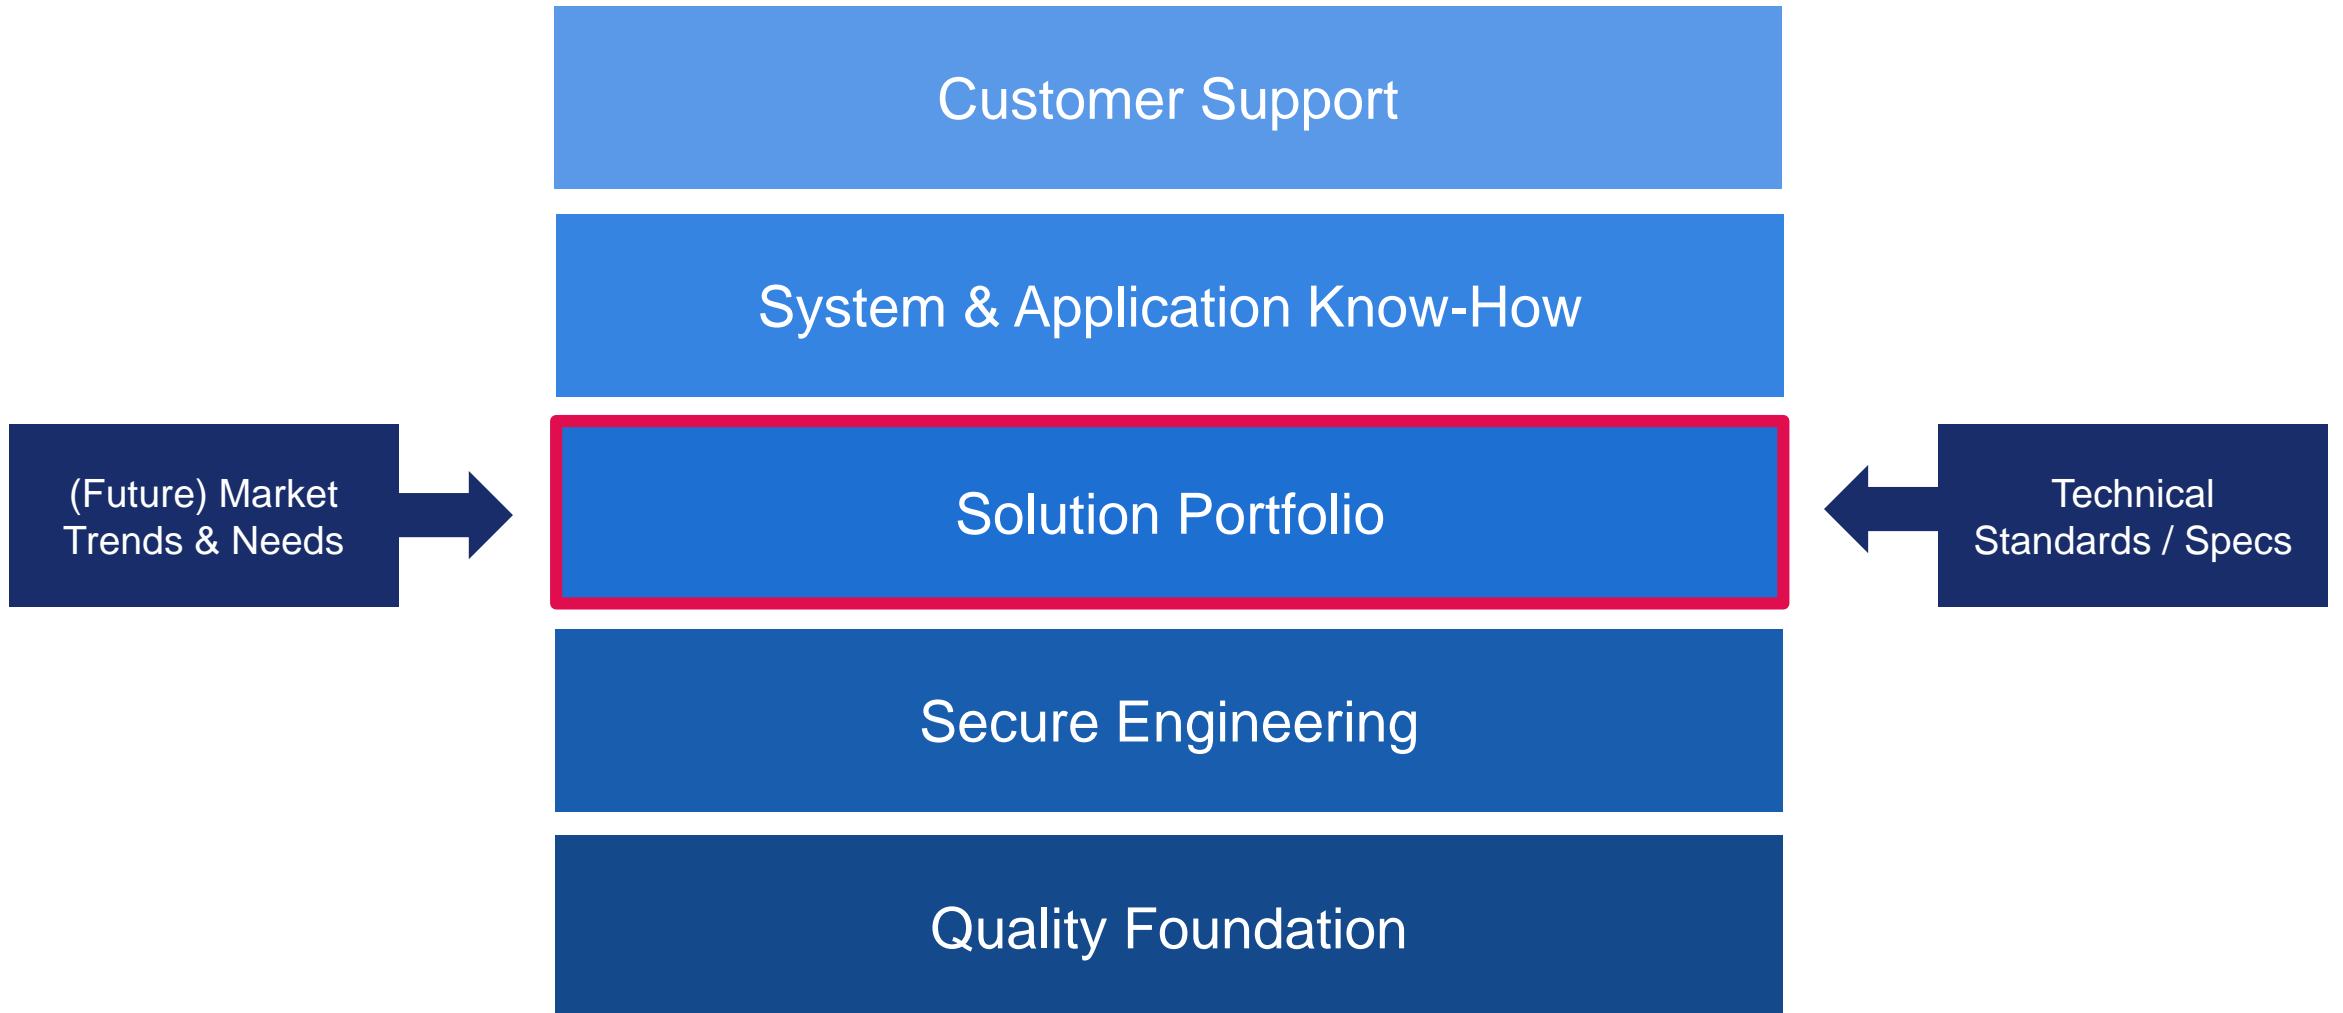 Customer Support
System & Application Know-How
(Future) Market
Trends & Needs
Solution Portfolio
Technical
Standards / Specs
Secure Engineering
Quality Foundation